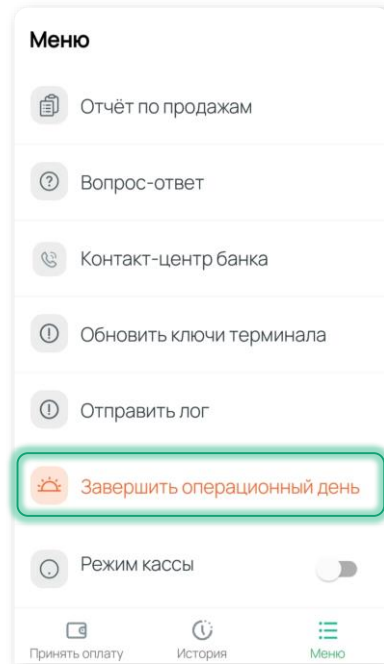 Меню
Отчёт по продажам
Вопрос-ответ
Контакт-центр банка
Обновить ключи терминала
Отправить лог
Завершить операционный день
Режим кассы
Принять оплату
История
Меню